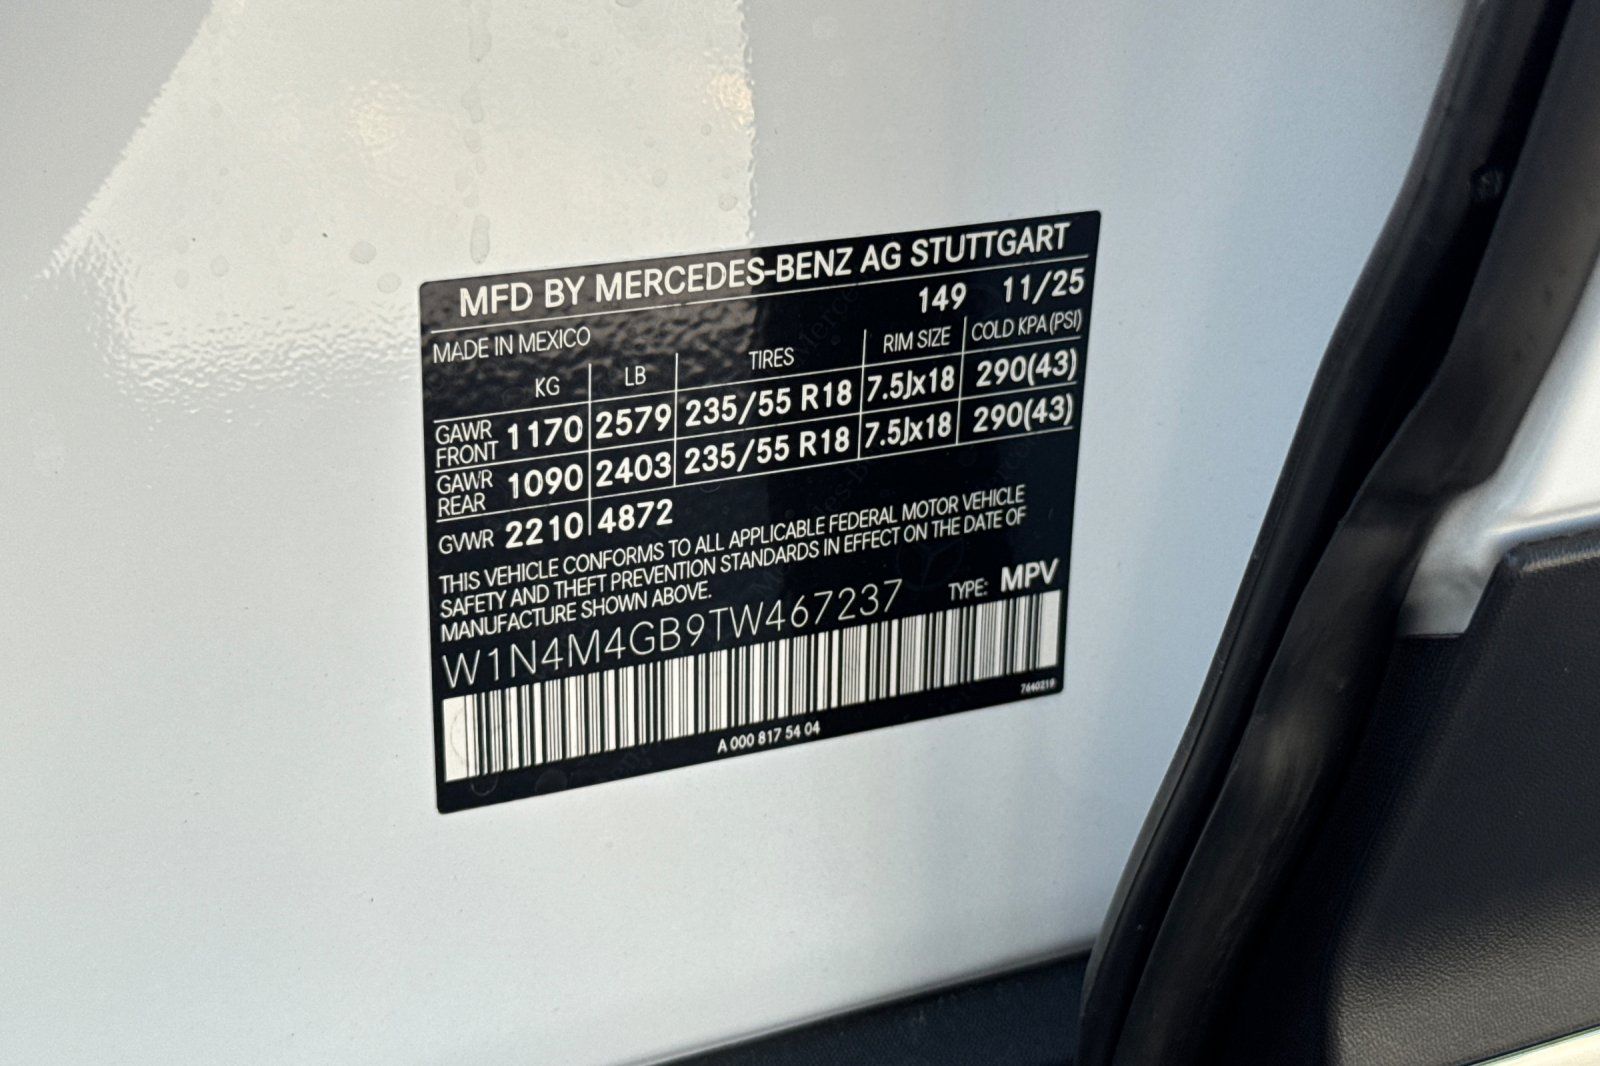 MFD BY MERCEDES-BENZ AG STUTTGART
149 11/25
MADE IN MEXICO
KG LB TIRES RIM SIZE COLD KPA (PSI)
GAWR FRONT 1170 2579 235/55 R18 7.5Jx18 290(43)
GAWR REAR 1090 2403 235/55 R18 7.5Jx18 290(43)
GVWR 2210 4872
THIS VEHICLE CONFORMS TO ALL APPLICABLE FEDERAL MOTOR VEHICLE
SAFETY AND THEFT PREVENTION STANDARDS IN EFFECT ON THE DATE OF
MANUFACTURE SHOWN ABOVE.
W1N4M4GB9TW467237 TYPE: MPV
7640219
A 000 817 54 04